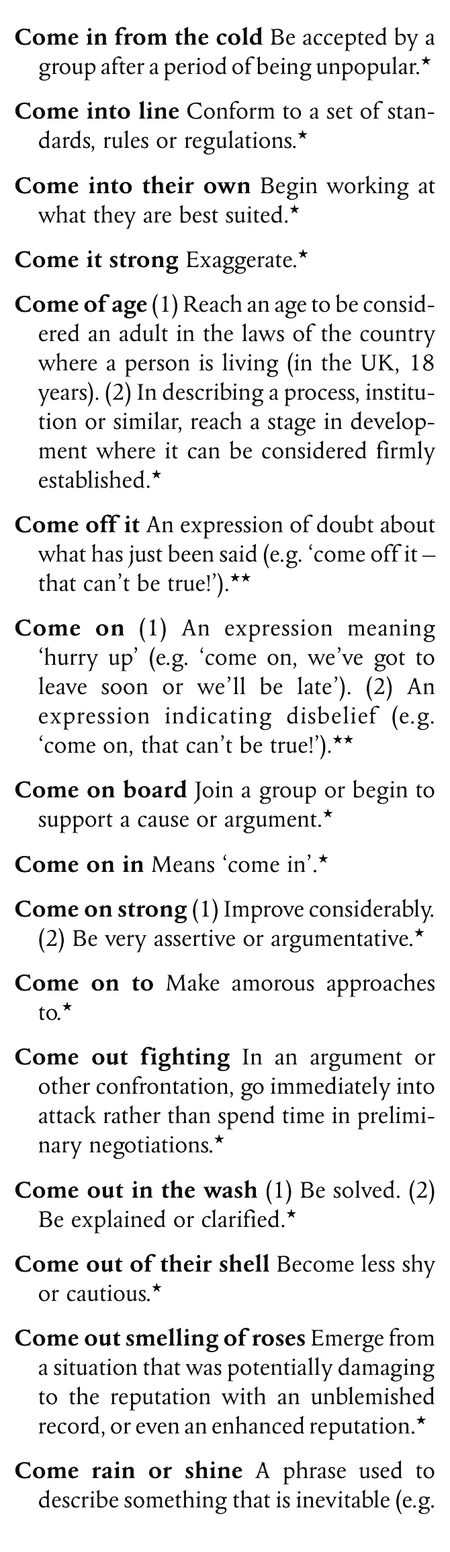 Come in from the cold Be accepted by a
group after a period of being unpopular.★
Come into line Conform to a set of stan-
dards, rules or regulations.★
Come into their own Begin working at
what they are best suited.★
Come it strong Exaggerate.★
Come of age (1) Reach an age to be consid-
ered an adult in the laws of the country
where a person is living (in the UK, 18
years). (2) In describing a process, institu-
tion or similar, reach a stage in develop-
ment where it can be considered firmly
established.★
Come off it An expression of doubt about
what has just been said (e.g. ‘come off it –
that can’t be true!’).★★
Come on (1) An expression meaning
‘hurry up’ (e.g. ‘come on, we’ve got to
leave soon or we’ll be late’). (2) An
expression indicating disbelief (e.g.
‘come on, that can’t be true!’).★★
Come on board Join a group or begin to
support a cause or argument.★
Come on in Means ‘come in’.★
Come on strong (1) Improve considerably.
(2) Be very assertive or argumentative.★
Come on to Make amorous approaches
to.★
Come out fighting In an argument or
other confrontation, go immediately into
attack rather than spend time in prelimi-
nary negotiations.★
Come out in the wash (1) Be solved. (2)
Be explained or clarified.★
Come out of their shell Become less shy
or cautious.★
Come out smelling of roses Emerge from
a situation that was potentially damaging
to the reputation with an unblemished
record, or even an enhanced reputation.★
Come rain or shine A phrase used to
describe something that is inevitable (e.g.